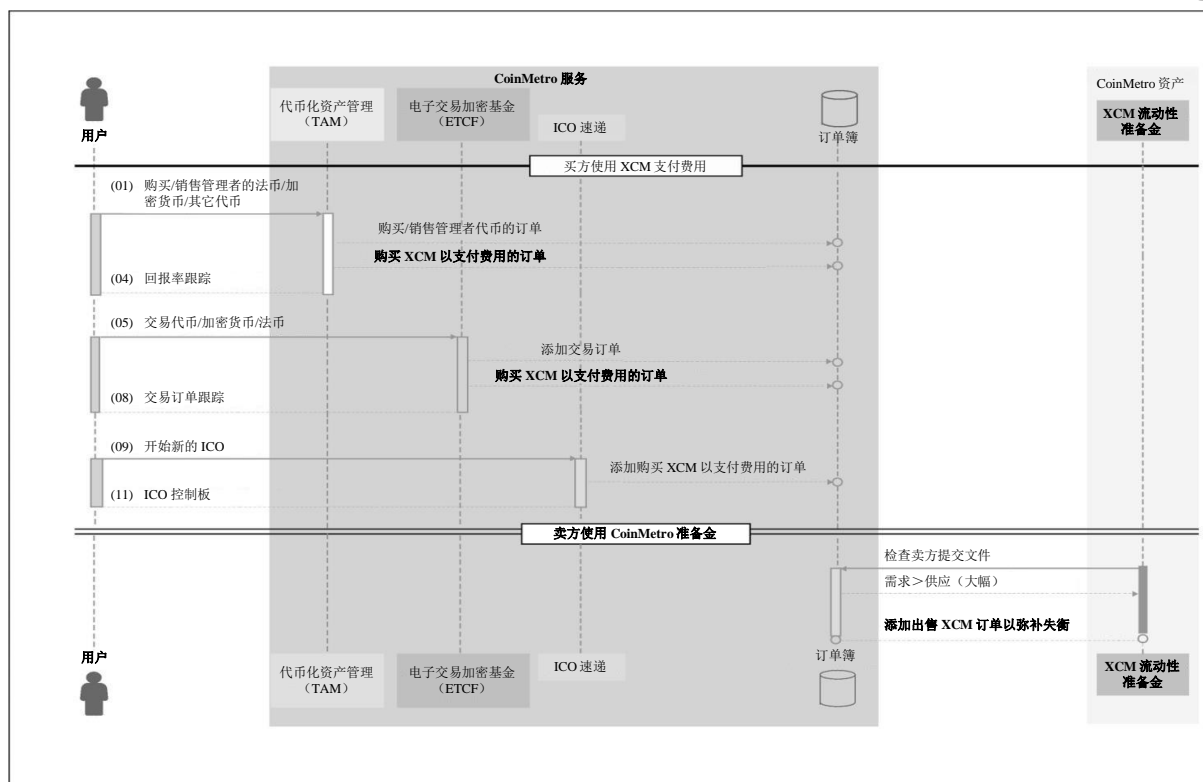 CoinMetro 服务
CoinMetro 资产
用户
代币化资产管理
（TAM）
电子交易加密基金
（ETCF）
ICO 速递
订单簿
XCM 流动性
准备金
买方使用 XCM 支付费用
(01) 购买/销售管理者的法币/加
密货币/其它代币
购买/销售管理者代币的订单
购买 XCM 以支付费用的订单
(04) 回报率跟踪
(05) 交易代币/加密货币/法币
添加交易订单
购买 XCM 以支付费用的订单
(08) 交易订单跟踪
(09) 开始新的 ICO
添加购买 XCM 以支付费用的订单
(11) ICO 控制板
卖方使用 CoinMetro 准备金
检查卖方提交文件
需求＞供应（大幅）
添加出售 XCM 订单以弥补失衡
用户
代币化资产管理
（TAM）
电子交易加密基金
（ETCF）
ICO 速递
订单簿
XCM 流动性
准备金